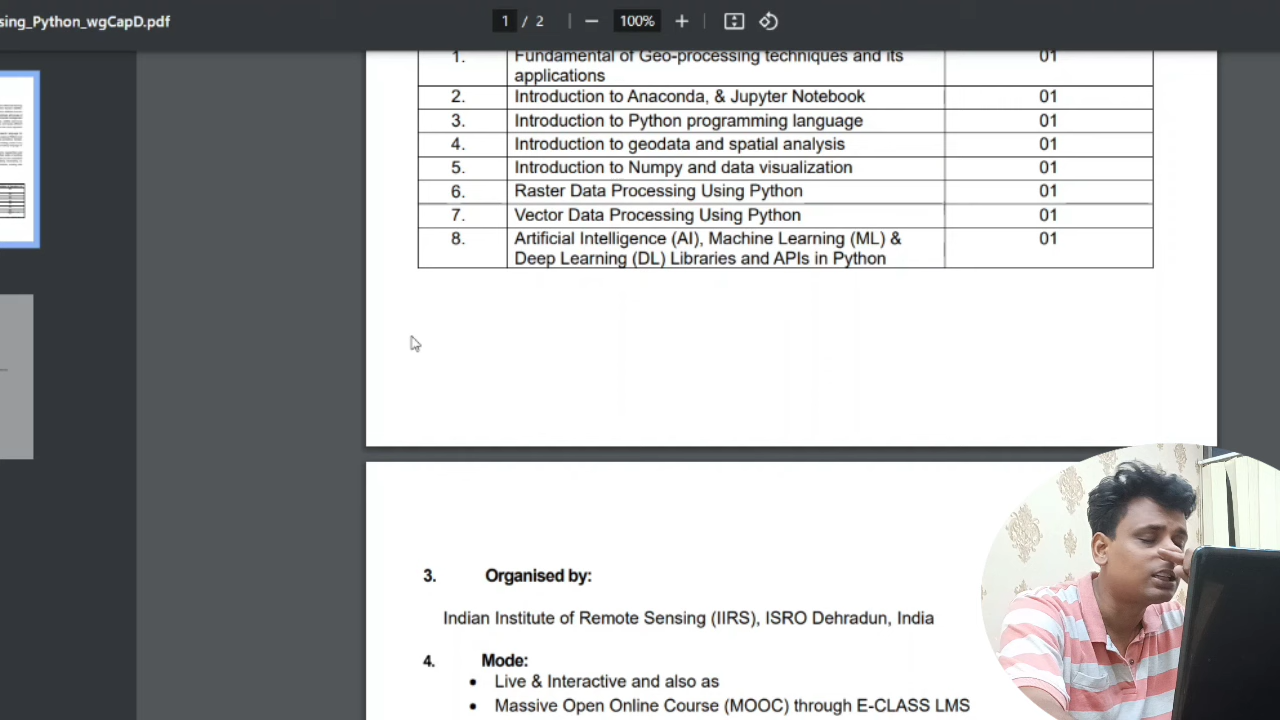 sing_Python_wgCapD.pdf
1 / 2
100%
1. Fundamental of Geo-processing techniques and its 01
applications
2. Introduction to Anaconda, & Jupyter Notebook 01
3. Introduction to Python programming language 01
4. Introduction to geodata and spatial analysis 01
5. Introduction to Numpy and data visualization 01
6. Raster Data Processing Using Python 01
7. Vector Data Processing Using Python 01
8. Artificial Intelligence (AI), Machine Learning (ML) & 01
Deep Learning (DL) Libraries and APIs in Python
3. Organised by:
Indian Institute of Remote Sensing (IIRS), ISRO Dehradun, India
4. Mode:
• Live & Interactive and also as
• Massive Open Online Course (MOOC) through E-CLASS LMS